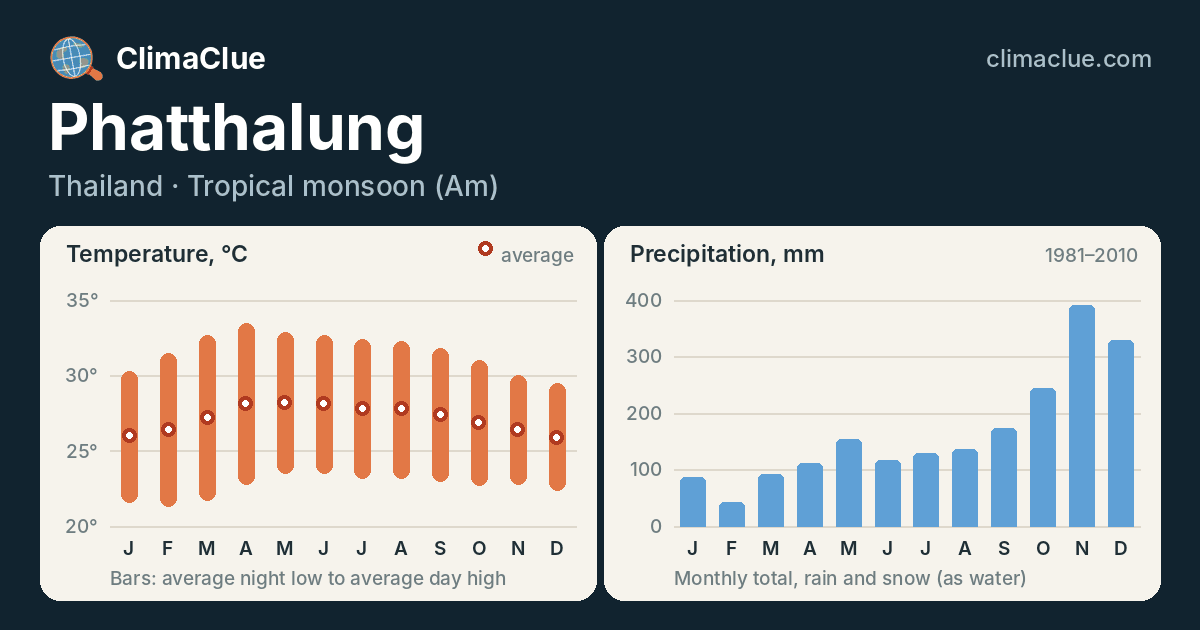 ClimaClue
climaclue.com
Phatthalung
Thailand · Tropical monsoon (Am)
Temperature, °C
average
35°
30°
25°
20°
J F M A M J J A S O N D
Bars: average night low to average day high
Precipitation, mm
1981–2010
400
300
200
100
0
J F M A M J J A S O N D
Monthly total, rain and snow (as water)